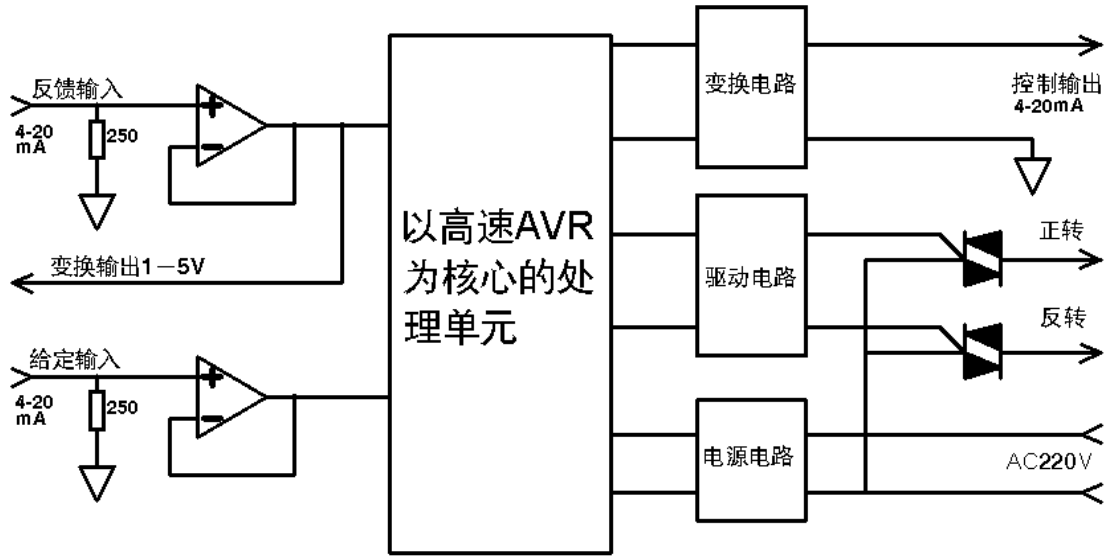 反馈输入
4-20
mA
250
+
−
变换输出1－5V
给定输入
4-20
mA
250
+
−
以高速AVR
为核心的处
理单元
变换电路
控制输出
4-20mA
驱动电路
正转
反转
电源电路
AC220V